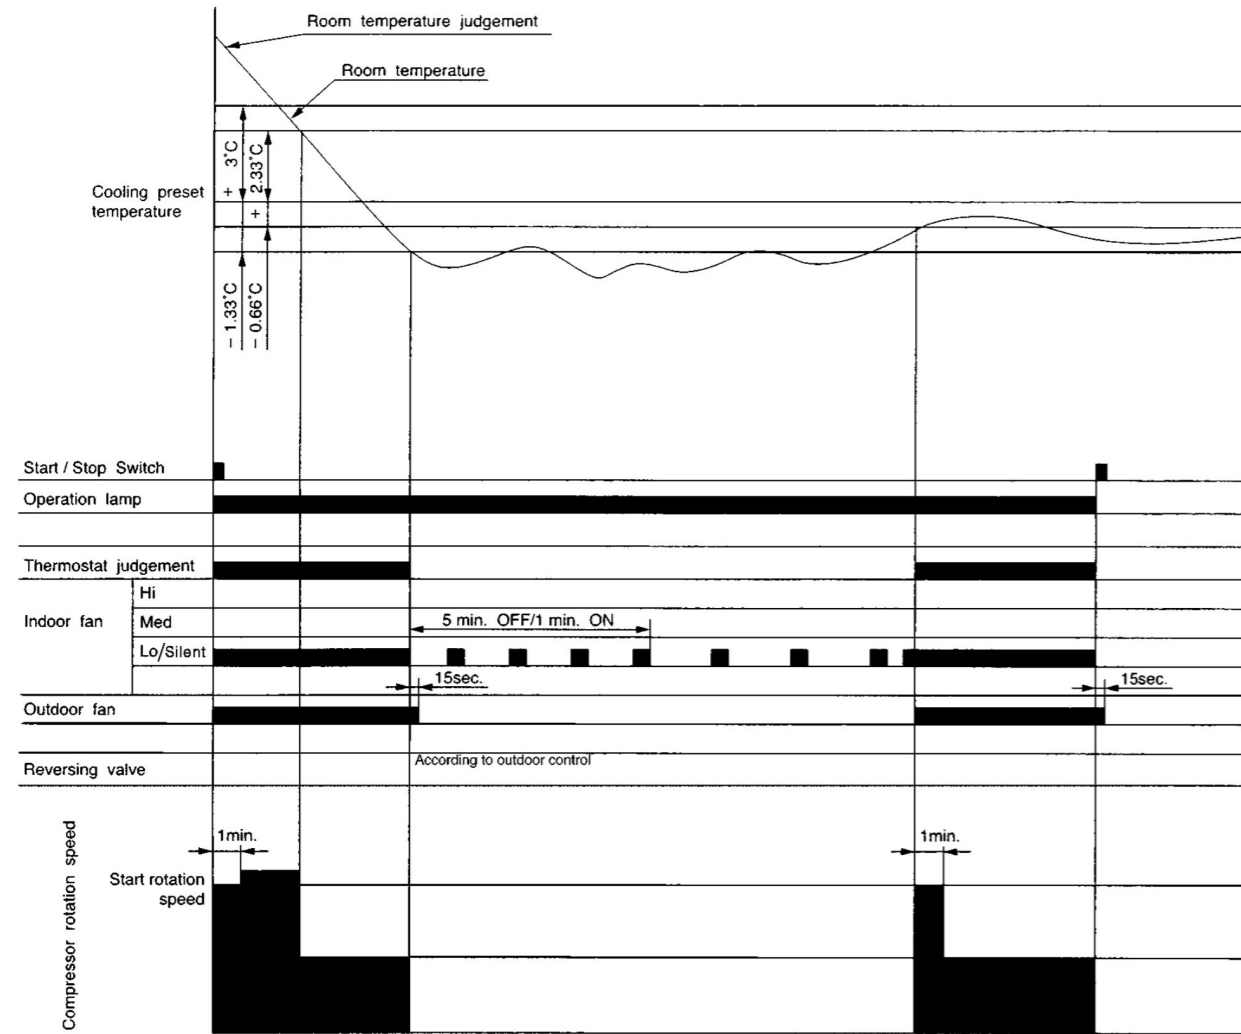 Room temperature judgement
Room temperature
+ 3°C
+ 2.33°C
Cooling preset
temperature
− 1.33°C
− 0.66°C
Start / Stop Switch
Operation lamp
Thermostat judgement
Indoor fan
Hi
Med
5 min. OFF/1 min. ON
Lo/Silent
15sec.
15sec.
Outdoor fan
According to outdoor control
Reversing valve
Compressor rotation speed
1min.
1min.
Start rotation
speed